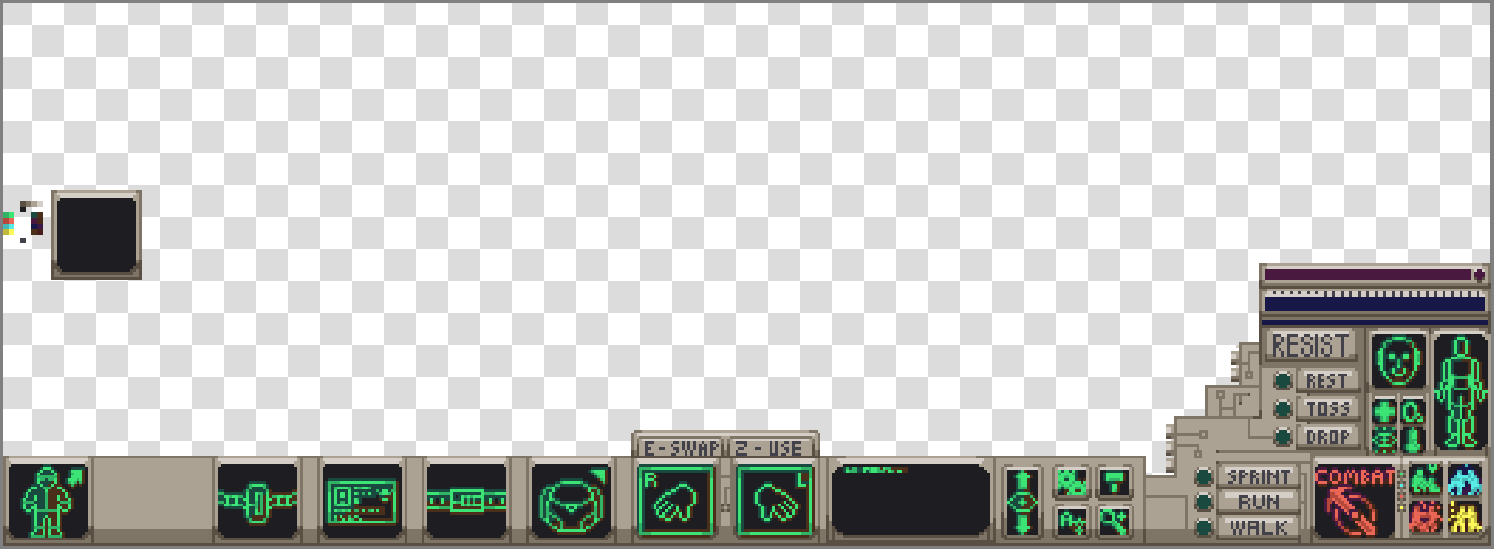 RESIST
REST
TOSS
DROP
E-SWAP
Z-USE
R
L
SPRINT
RUN
WALK
COMBAT